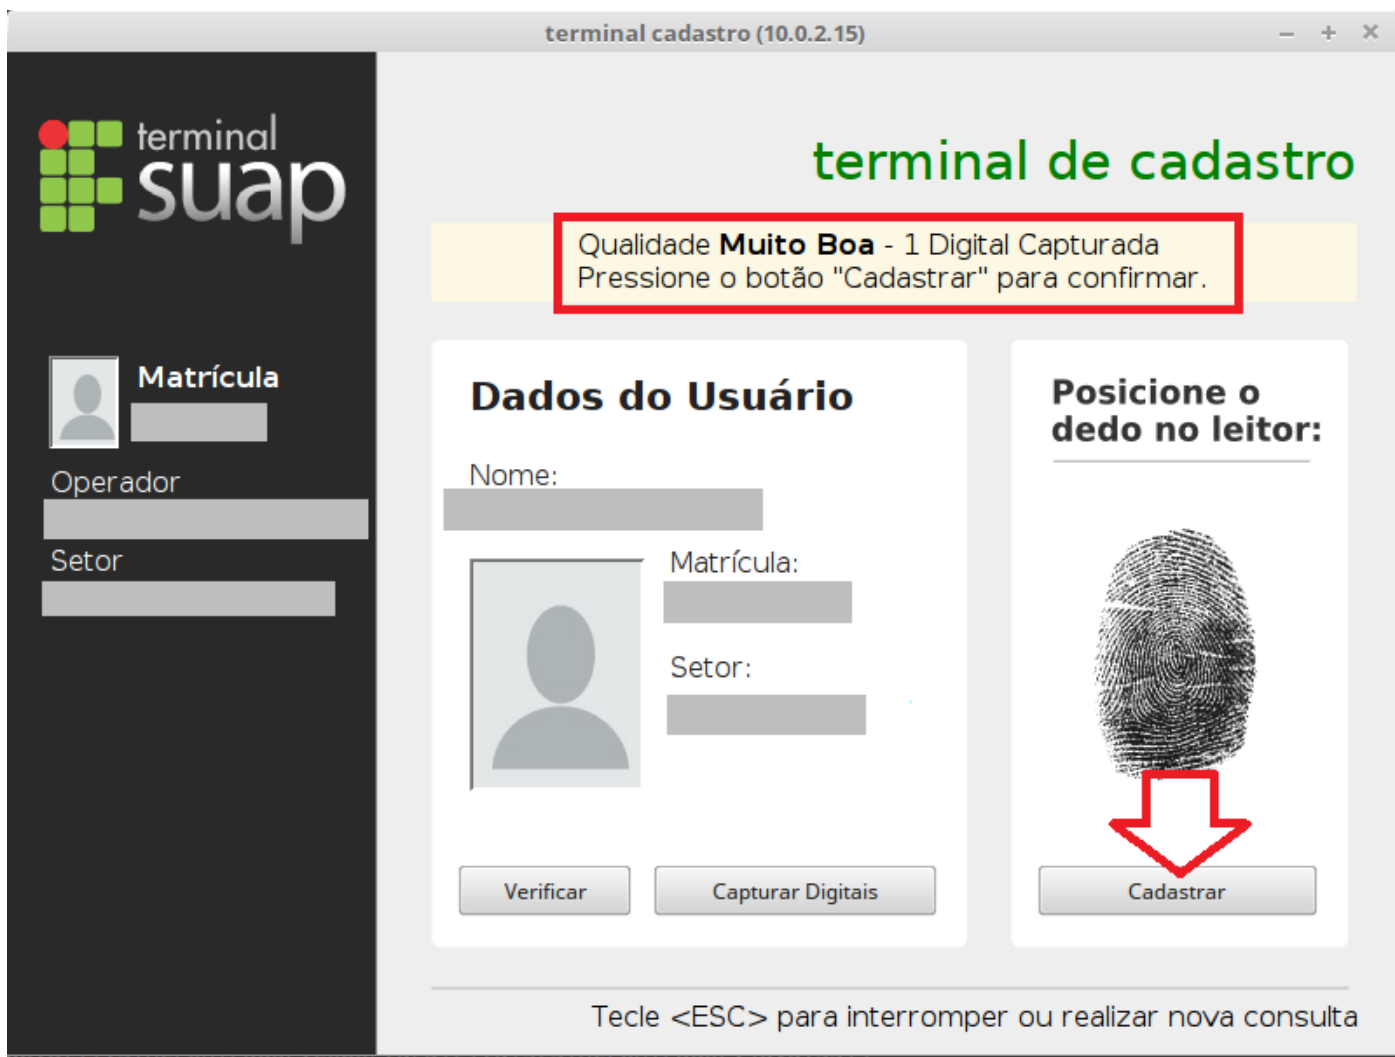 terminal cadastro (10.0.2.15)
terminal
suap
Matrícula
Operador
Setor
terminal de cadastro
Qualidade Muito Boa - 1 Digital Capturada
Pressione o botão "Cadastrar" para confirmar.
Dados do Usuário
Nome:
Matrícula:
Setor:
Verificar
Capturar Digitais
Posicione o
dedo no leitor:
Cadastrar
Tecle <ESC> para interromper ou realizar nova consulta